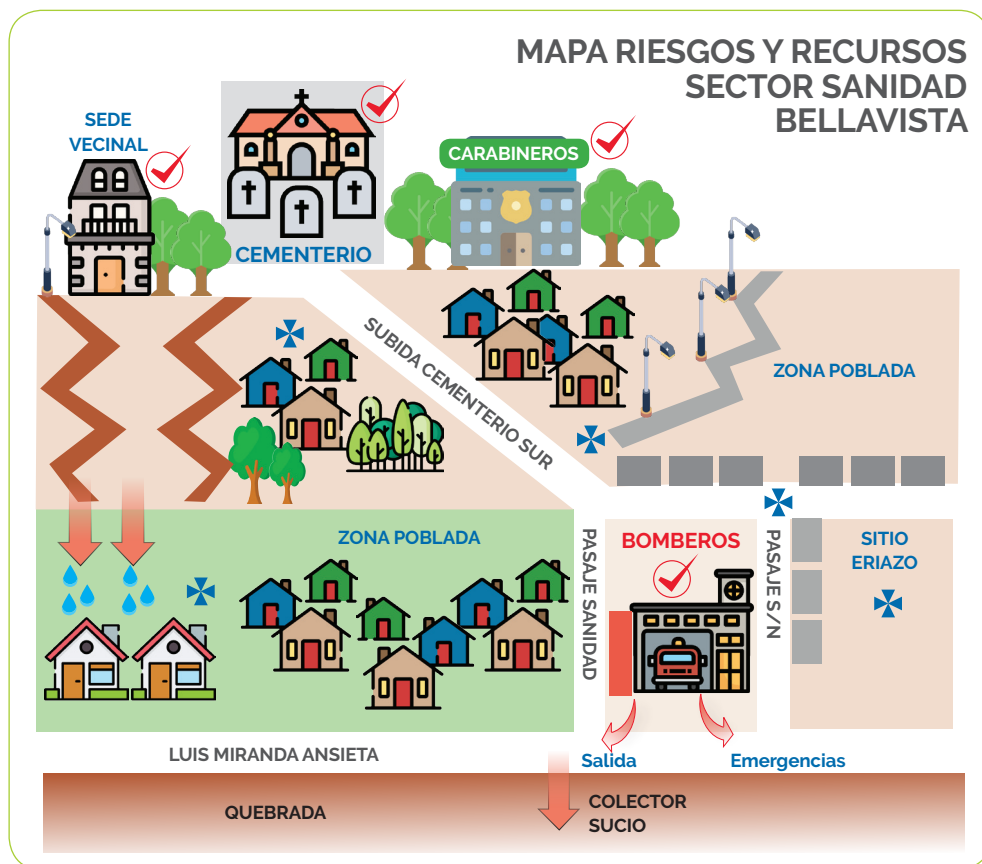 MAPA RIESGOS Y RECURSOS
SECTOR SANIDAD
BELLAVISTA
SEDE
VECINAL
CEMENTERIO
CARABINEROS
SUBIDA CEMENTERIO SUR
ZONA POBLADA
ZONA POBLADA
PASAJE SANIDAD
BOMBEROS
PASAJE S/N
SITIO
ERIAZO
LUIS MIRANDA ANSIETA
Salida
Emergencias
QUEBRADA
COLECTOR
SUCIO